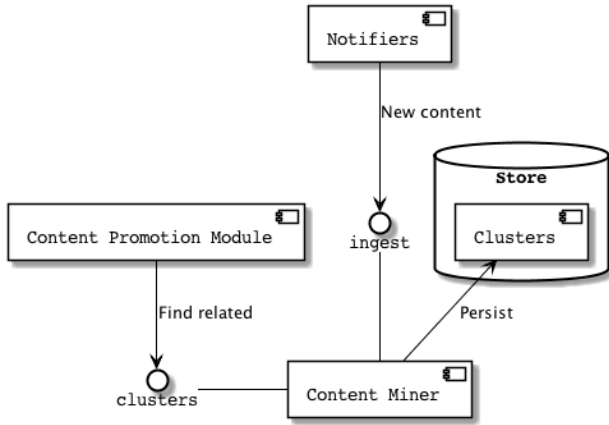 Notifiers
New content
Store
Content Promotion Module
ingest
Clusters
Find related
Persist
clusters
Content Miner